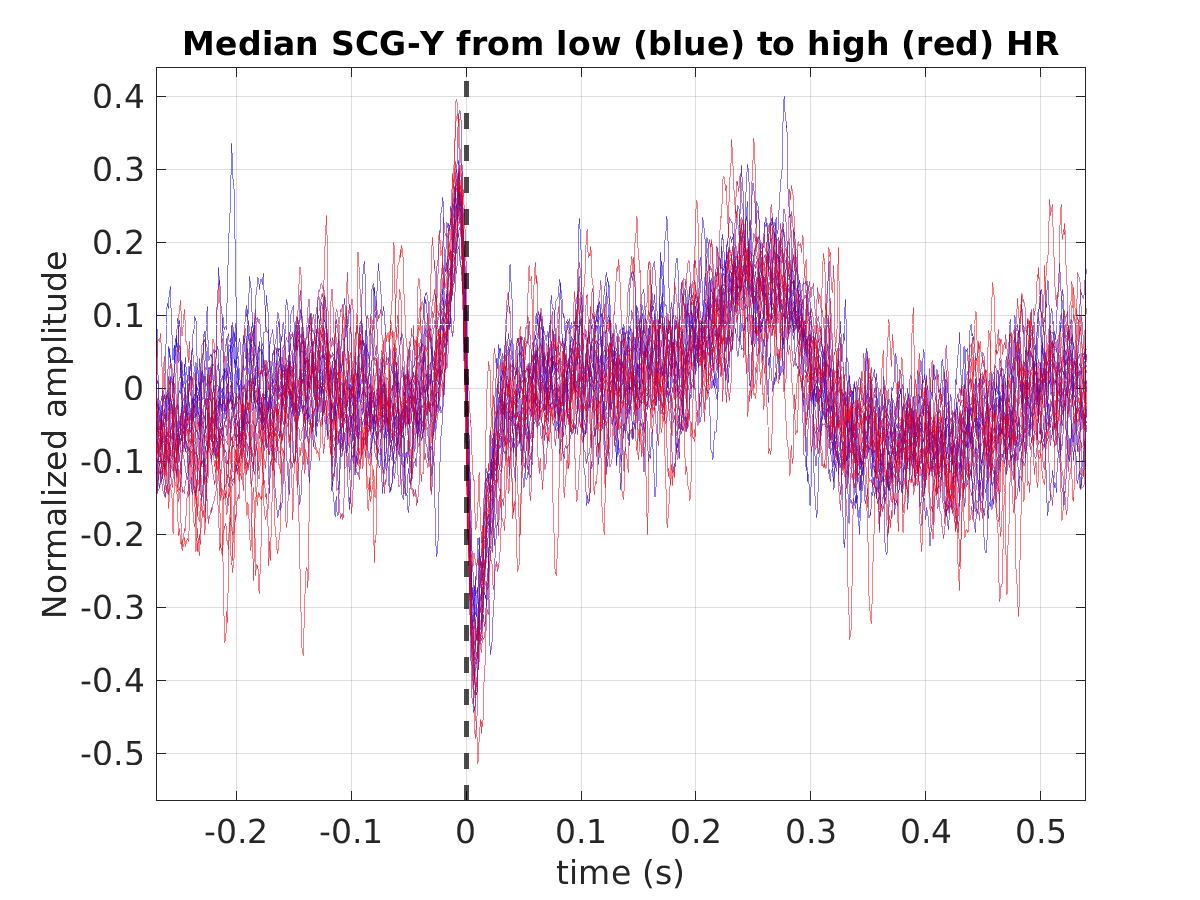 Median SCG-Y from low (blue) to high (red) HR
Normalized amplitude
0.4
0.3
0.2
0.1
0
-0.1
-0.2
-0.3
-0.4
-0.5
-0.2 -0.1 0 0.1 0.2 0.3 0.4 0.5
time (s)